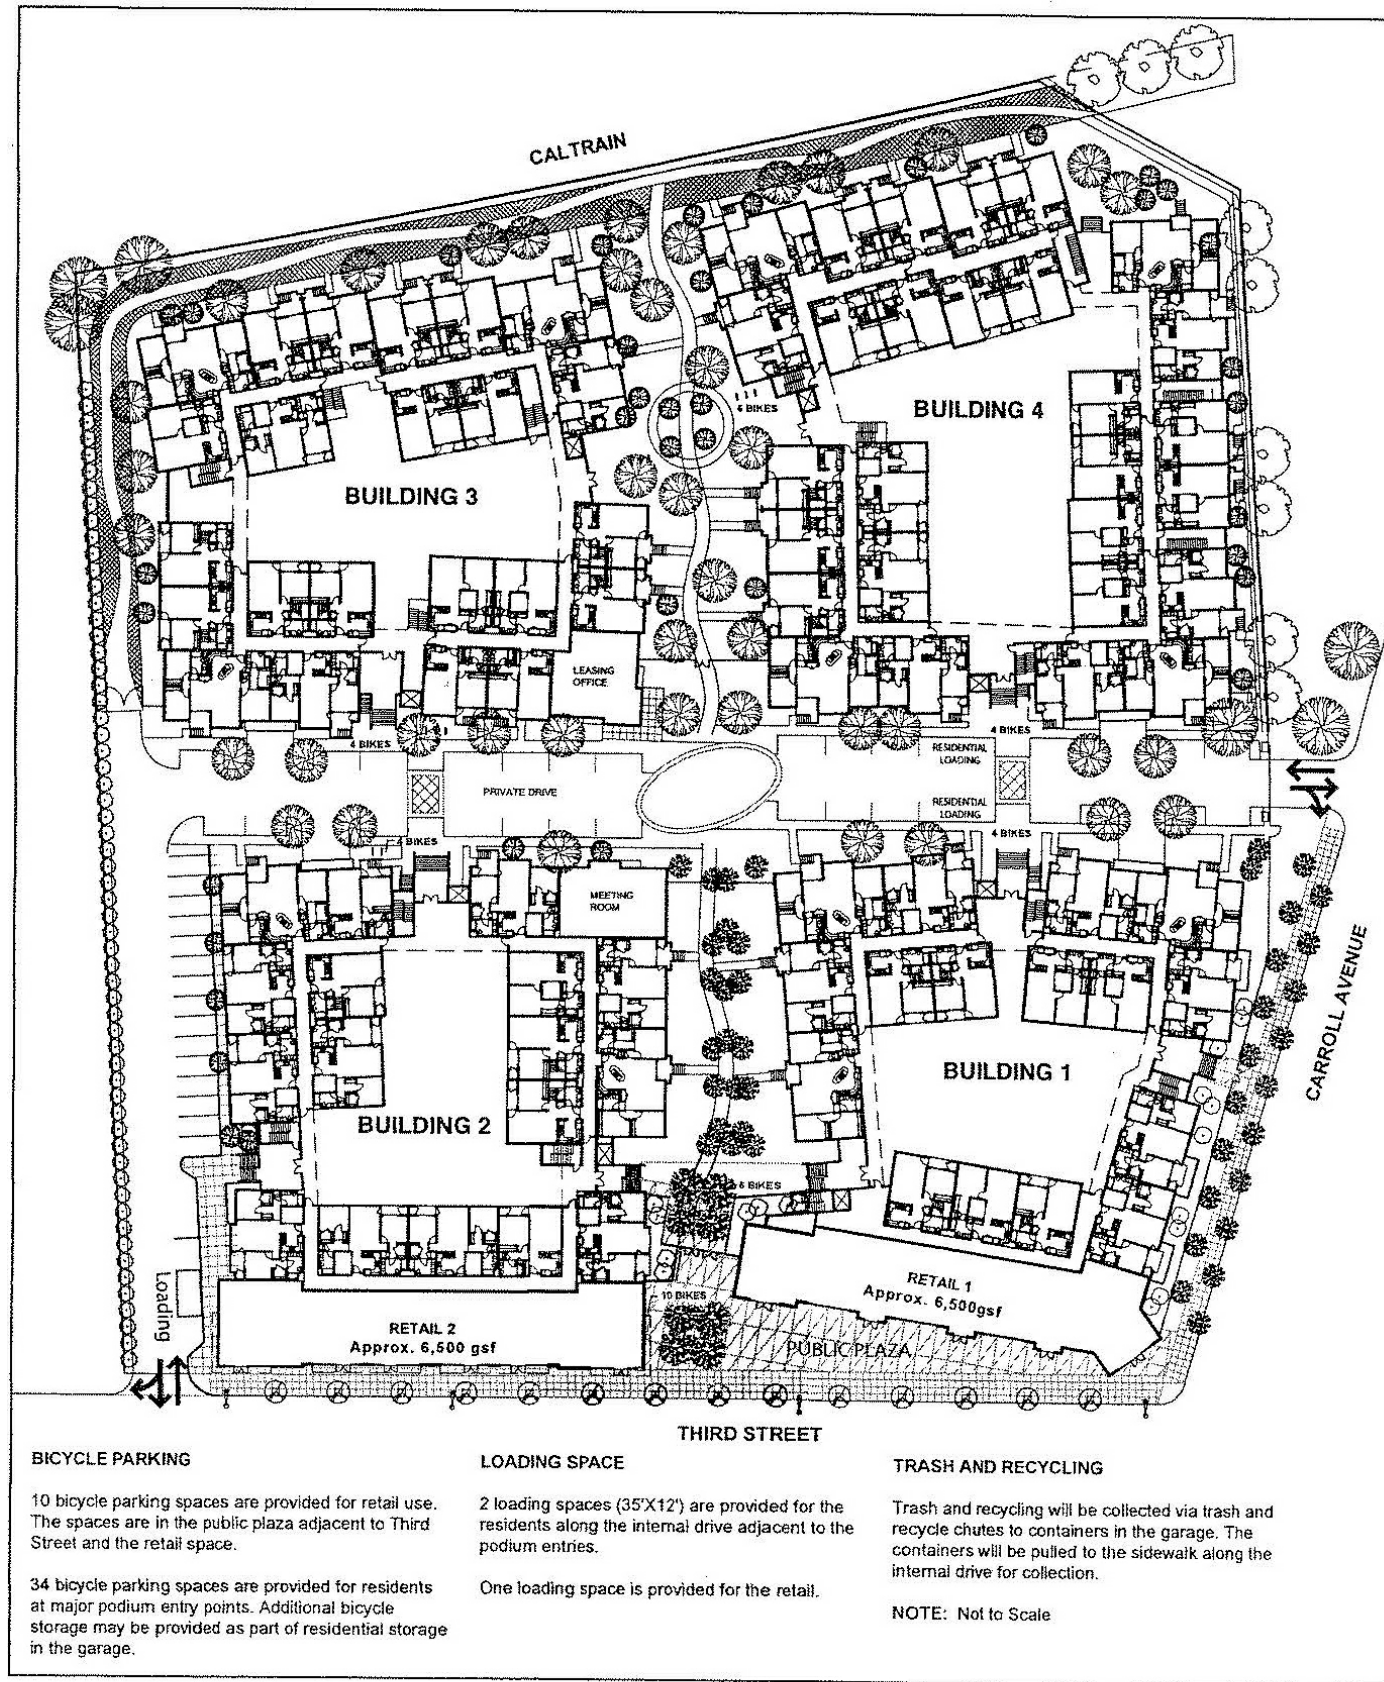 CALTRAIN
6 BIKES
BUILDING 4
BUILDING 3
LEASING
OFFICE
4 BIKES
4 BIKES
RESIDENTIAL
LOADING
PRIVATE DRIVE
RESIDENTIAL
LOADING
4 BIKES
4 BIKES
MEETING
ROOM
CARROLL AVENUE
BUILDING 1
BUILDING 2
6 BIKES
Loading
RETAIL 1
Approx. 6,500gsf
10 BIKES
RETAIL 2
Approx. 6,500 gsf
PUBLIC PLAZA
THIRD STREET
BICYCLE PARKING
10 bicycle parking spaces are provided for retail use.
The spaces are in the public plaza adjacent to Third
Street and the retail space.
34 bicycle parking spaces are provided for residents
at major podium entry points. Additional bicycle
storage may be provided as part of residential storage
in the garage.
LOADING SPACE
2 loading spaces (35'X12') are provided for the
residents along the internal drive adjacent to the
podium entries.
One loading space is provided for the retail.
TRASH AND RECYCLING
Trash and recycling will be collected via trash and
recycle chutes to containers in the garage. The
containers will be pulled to the sidewalk along the
internal drive for collection.
NOTE: Not to Scale